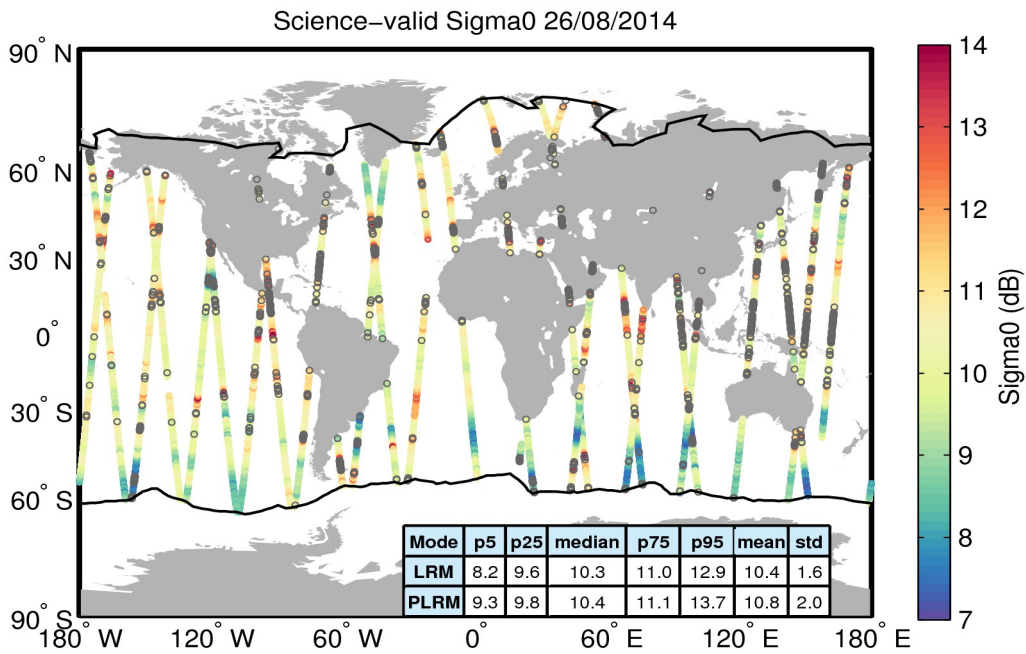 Science−valid Sigma0 26/08/2014
90° N
60° N
30° N
0°
30° S
60° S
90° S
180° W
120° W
60° W
0°
60° E
120° E
180° E
Mode p5 p25 median p75 p95 mean std
LRM 8.2 9.6 10.3 11.0 12.9 10.4 1.6
PLRM 9.3 9.8 10.4 11.1 13.7 10.8 2.0
14
13
12
11
10
9
8
7
Sigma0 (dB)